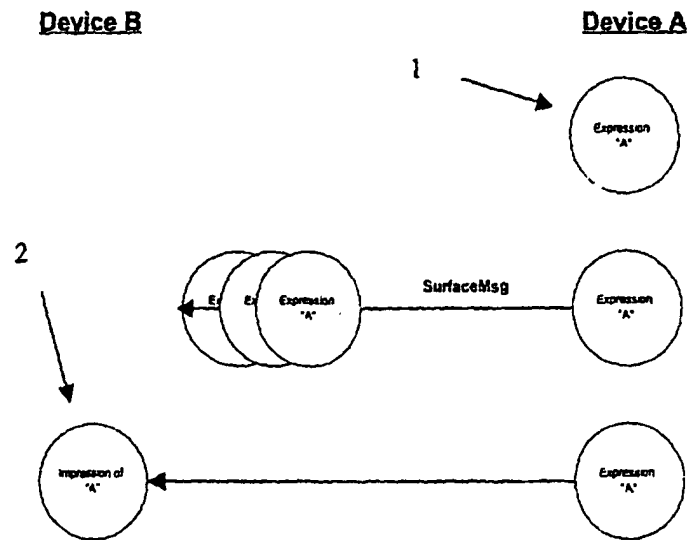 Device B
Device A
1
Expression
"A"
2
E
E
Expression
"A"
SurfaceMsg
Expression
"A"
Impression of
"A"
Expression
"A"